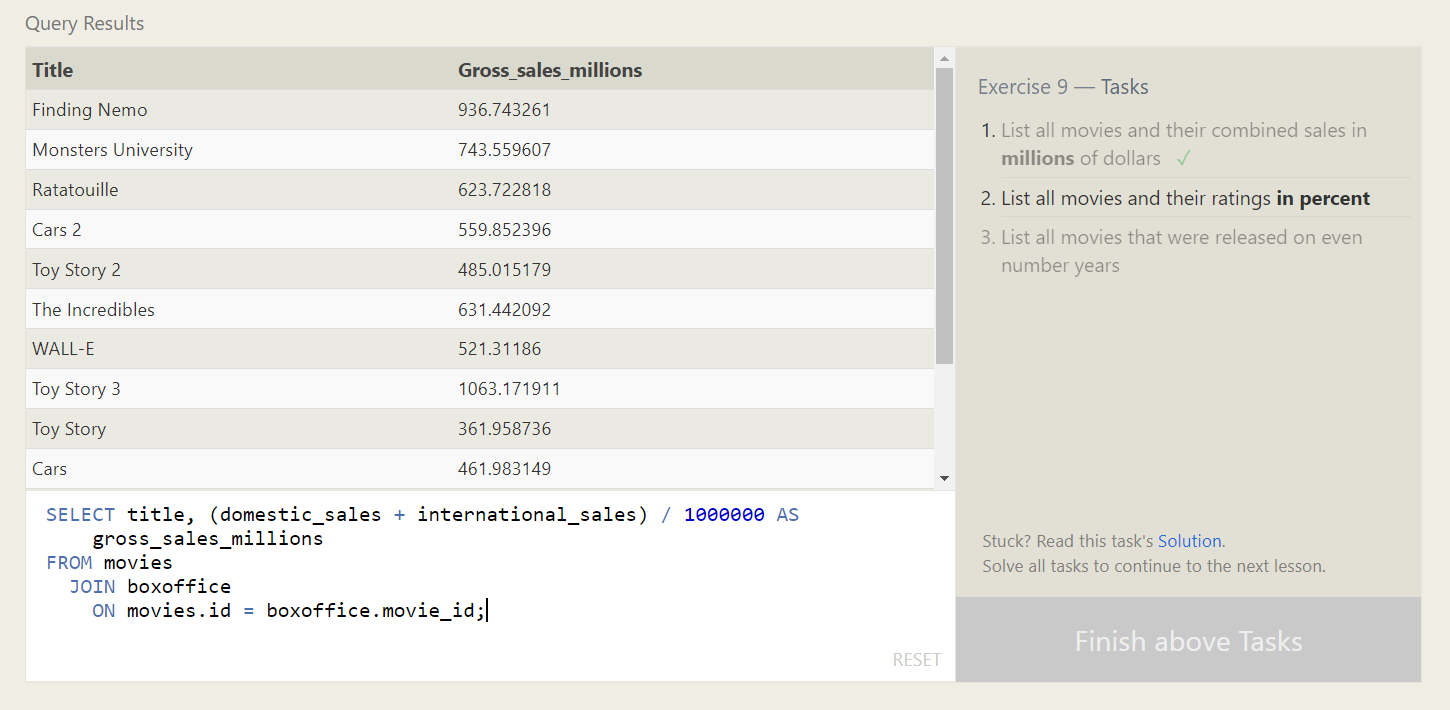 Query Results
Title Gross_sales_millions
Finding Nemo 936.743261
Monsters University 743.559607
Ratatouille 623.722818
Cars 2 559.852396
Toy Story 2 485.015179
The Incredibles 631.442092
WALL-E 521.31186
Toy Story 3 1063.171911
Toy Story 361.958736
Cars 461.983149
SELECT title, (domestic_sales + international_sales) / 1000000 AS
gross_sales_millions
FROM movies
JOIN boxoffice
ON movies.id = boxoffice.movie_id;
RESET
Exercise 9 — Tasks
1. List all movies and their combined sales in
millions of dollars ✓
2. List all movies and their ratings in percent
3. List all movies that were released on even
number years
Stuck? Read this task's Solution.
Solve all tasks to continue to the next lesson.
Finish above Tasks